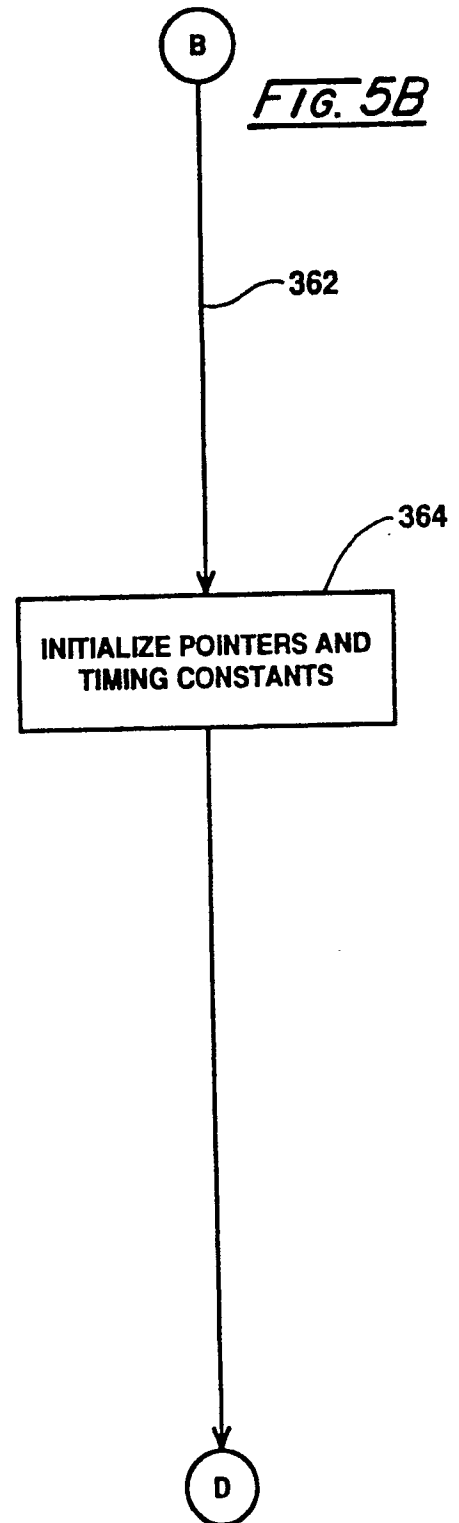 B
FIG. 5B
362
364
INITIALIZE POINTERS AND
TIMING CONSTANTS
D